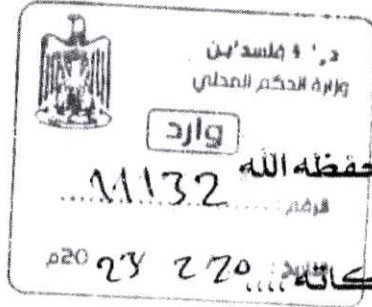 دولة فلسطين
وزارة الحكم المحلي
وارد
حفظه الله
الرقم: 11132
20م